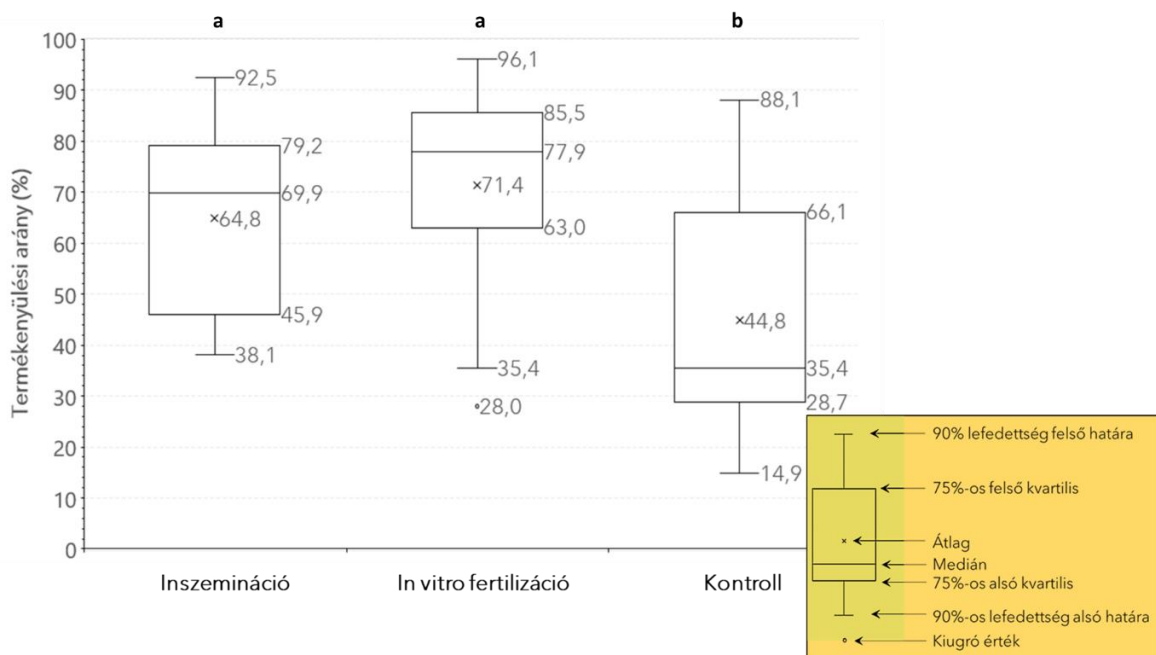 a
a
b
Termékenyülési arány (%)
100
90
80
70
60
50
40
30
20
10
0
92,5
79,2
69,9
64,8
45,9
38,1
96,1
85,5
77,9
71,4
63,0
35,4
28,0
88,1
66,1
44,8
35,4
28,7
14,9
Inszemináció
In vitro fertilizáció
Kontroll
90% lefedettség felső határa
75%-os felső kvartilis
Átlag
Medián
75%-os alsó kvartilis
90%-os lefedettség alsó határa
Kiugró érték